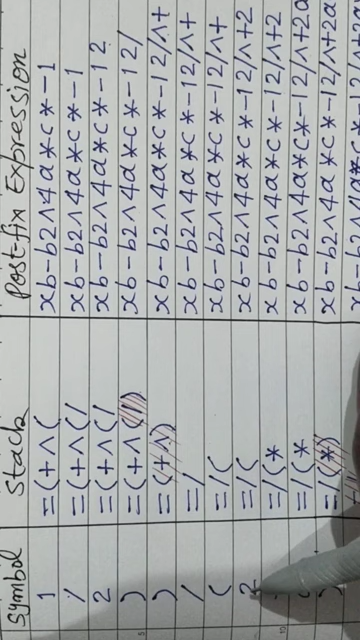 Symbol Stack Post-fix Expression
1 =(+^( xb-b2^4a*c*-1
/ =(+^(/ xb-b2^4a*c*-1
2 =(+^(/ xb-b2^4a*c*-12
) =(+^(/) xb-b2^4a*c*-12/
) =(+^) xb-b2^4a*c*-12/^+
/ =/ xb-b2^4a*c*-12/^+
( =/( xb-b2^4a*c*-12/^+
2 =/( xb-b2^4a*c*-12/^+2
=/(* xb-b2^4a*c*-12/^+2
=/(* xb-b2^4a*c*-12/^+2a
) =/(*) xb-b2^4a*c*-12/^+2a